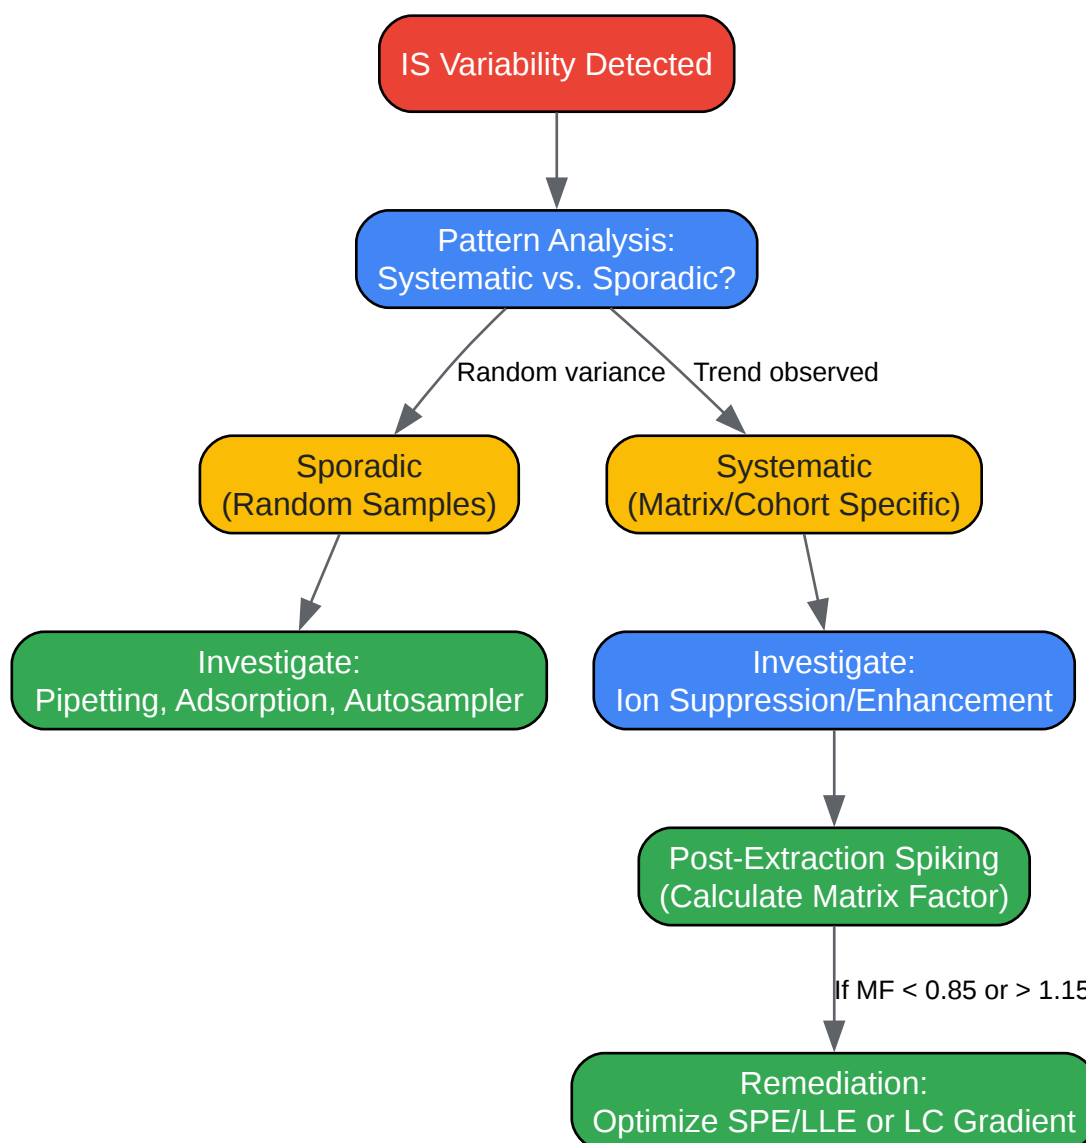 IS Variability Detected
Pattern Analysis:
Systematic vs. Sporadic?
Random variance
Trend observed
Sporadic
(Random Samples)
Systematic
(Matrix/Cohort Specific)
Investigate:
Pipetting, Adsorption, Autosampler
Investigate:
Ion Suppression/Enhancement
Post-Extraction Spiking
(Calculate Matrix Factor)
If MF < 0.85 or > 1.15
Remediation:
Optimize SPE/LLE or LC Gradient